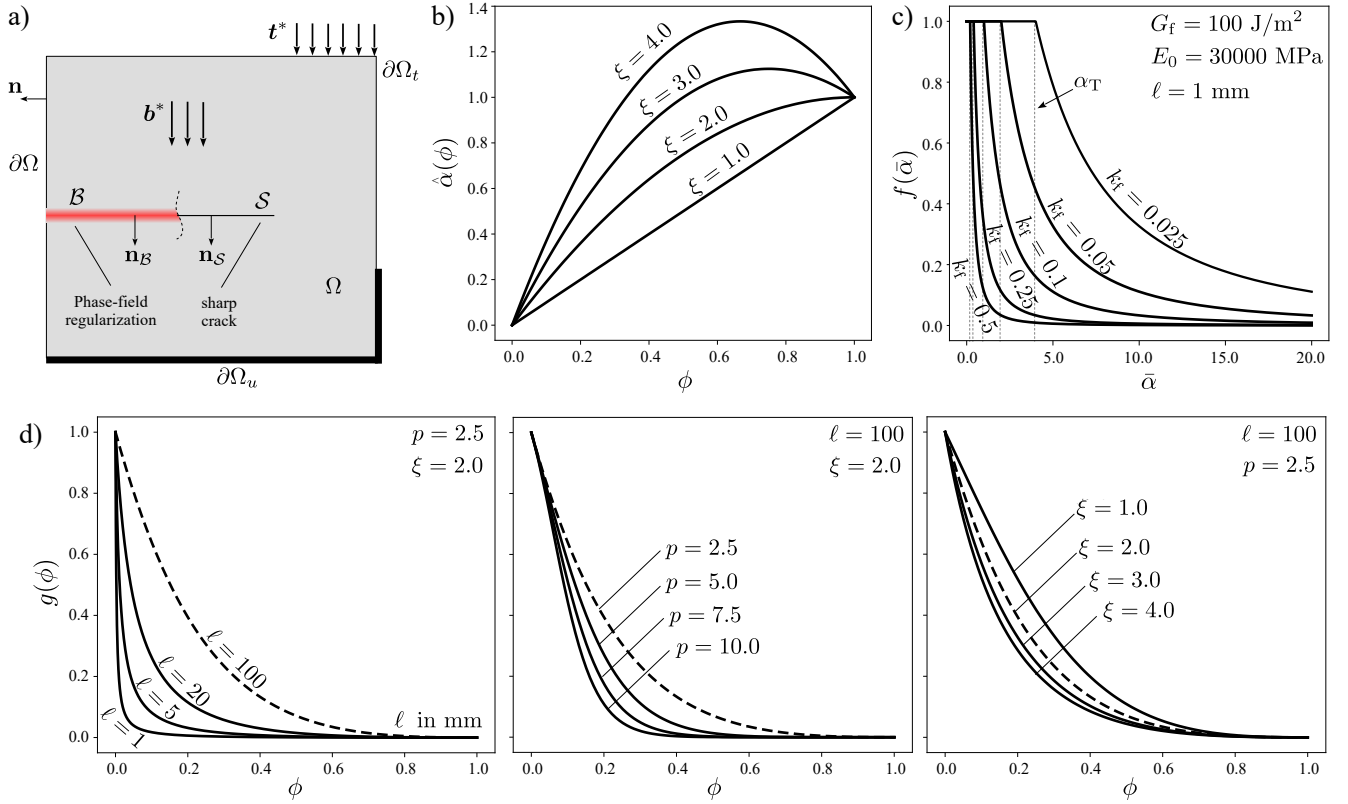 a)
t*
∂Ω_t
n
b*
∂Ω
B
S
n_B
n_S
Phase-field
regularization
sharp
crack
Ω
∂Ω_u
b)
1.4
1.2
1.0
0.8
0.6
0.4
0.2
0.0
α̂(ϕ)
ξ = 4.0
ξ = 3.0
ξ = 2.0
ξ = 1.0
0.0 0.2 0.4 0.6 0.8 1.0
ϕ
c)
G_f = 100 J/m²
E_0 = 30000 MPa
ℓ = 1 mm
α_T
1.0
0.8
0.6
0.4
0.2
0.0
f(ᾱ)
k_f = 0.025
k_f = 0.05
k_f = 0.1
k_f = 0.25
k_f = 0.5
0.0 5.0 10.0 15.0 20.0
ᾱ
d)
1.0
0.8
0.6
0.4
0.2
0.0
g(ϕ)
p = 2.5
ξ = 2.0
ℓ = 100
ℓ = 20
ℓ = 5
ℓ = 1
ℓ in mm
0.0 0.2 0.4 0.6 0.8 1.0
ϕ
ℓ = 100
ξ = 2.0
p = 2.5
p = 5.0
p = 7.5
p = 10.0
0.0 0.2 0.4 0.6 0.8 1.0
ϕ
ℓ = 100
p = 2.5
ξ = 1.0
ξ = 2.0
ξ = 3.0
ξ = 4.0
0.0 0.2 0.4 0.6 0.8 1.0
ϕ